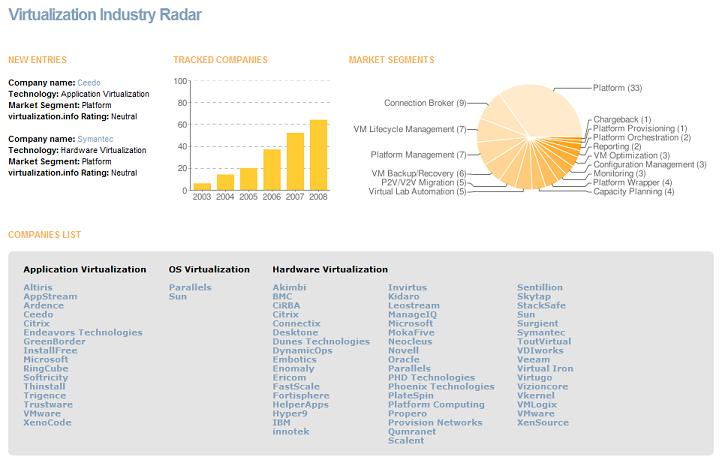 Virtualization Industry Radar
NEW ENTRIES
Company name: Ceedo
Technology: Application Virtualization
Market Segment: Platform
virtualization.info Rating: Neutral
Company name: Symantec
Technology: Hardware Virtualization
Market Segment: Platform
virtualization.info Rating: Neutral
TRACKED COMPANIES
100
80
60
40
20
0
2003 2004 2005 2006 2007 2008
MARKET SEGMENTS
Platform (33)
Connection Broker (9)
VM Lifecycle Management (7)
Platform Management (7)
VM Backup/Recovery (6)
P2V/V2V Migration (5)
Virtual Lab Automation (5)
Chargeback (1)
Platform Provisioning (1)
Platform Orchestration (2)
Reporting (2)
VM Optimization (3)
Configuration Management (3)
Monitoring (3)
Platform Wrapper (4)
Capacity Planning (4)
COMPANIES LIST
Application Virtualization
Altiris
AppStream
Ardence
Ceedo
Citrix
Endeavors Technologies
GreenBorder
InstallFree
Microsoft
RingCube
Softricity
Thinstall
Trigence
Trustware
VMware
XenoCode
OS Virtualization
Parallels
Sun
Hardware Virtualization
Akimbi
BMC
CiRBA
Citrix
Connectix
Desktone
Dunes Technologies
DynamicOps
Embotics
Enomaly
Ericom
FastScale
Fortisphere
HelperApps
Hyper9
IBM
innotek
Invirtus
Kidaro
Leostream
ManageIQ
Microsoft
MokaFive
Neocleus
Novell
Oracle
Parallels
PHD Technologies
Phoenix Technologies
PlateSpin
Platform Computing
Propero
Provision Networks
Qumranet
Scalent
Sentillion
Skytap
StackSafe
Sun
Surgient
Symantec
ToutVirtual
VDIworks
Veeam
Virtual Iron
Virtugo
Vizioncore
Vkernel
VMLogix
VMware
XenSource